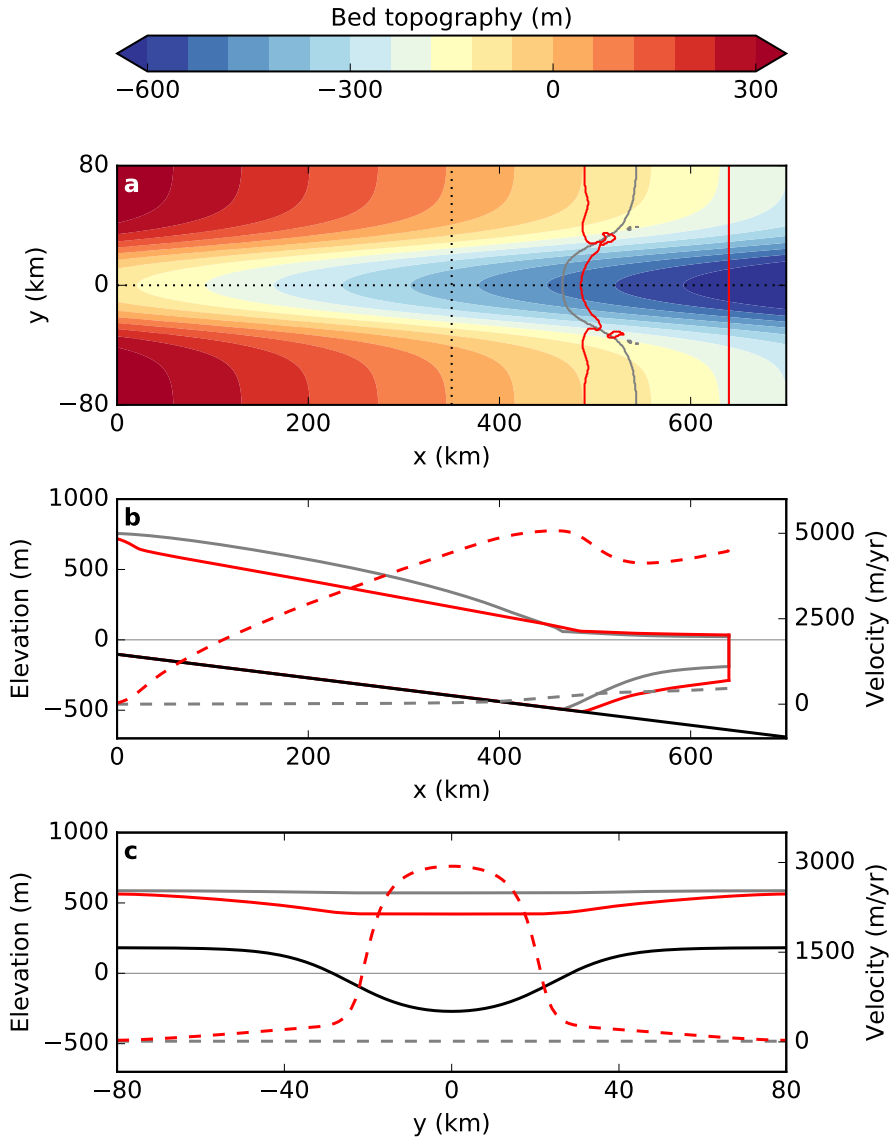 Bed topography (m)
−600 −300 0 300
a
80
0
−80
y (km)
0 200 400 600
x (km)
b
1000
500
0
−500
Elevation (m)
5000
2500
0
Velocity (m/yr)
0 200 400 600
x (km)
c
1000
500
0
−500
Elevation (m)
3000
1500
0
Velocity (m/yr)
−80 −40 0 40 80
y (km)